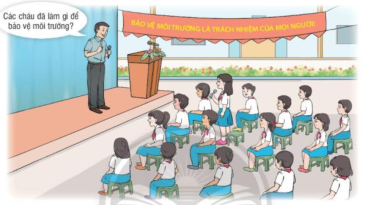 Các cháu đã làm gì để
bảo vệ môi trường?
BẢO VỆ MÔI TRƯỜNG LÀ TRÁCH NHIỆM CỦA MỌI NGƯỜI